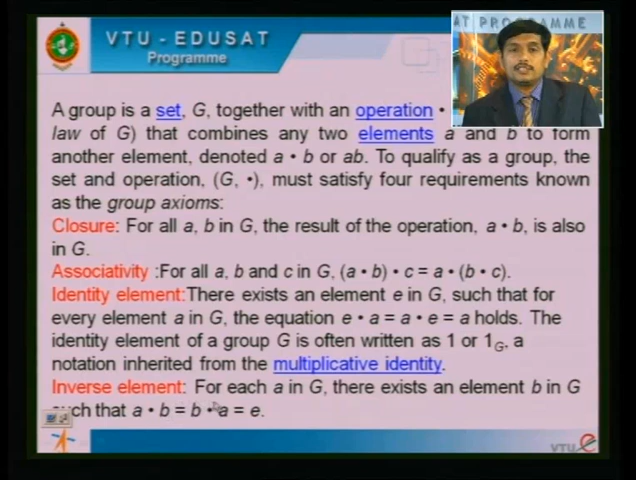 VTU - EDUSAT
Programme
AT PROGRAMME
A group is a set, G, together with an operation •
law of G) that combines any two elements a and b to form
another element, denoted a • b or ab. To qualify as a group, the
set and operation, (G, •), must satisfy four requirements known
as the group axioms:
Closure: For all a, b in G, the result of the operation, a • b, is also
in G.
Associativity :For all a, b and c in G, (a • b) • c = a • (b • c).
Identity element:There exists an element e in G, such that for
every element a in G, the equation e • a = a • e = a holds. The
identity element of a group G is often written as 1 or 1G, a
notation inherited from the multiplicative identity.
Inverse element: For each a in G, there exists an element b in G
such that a • b = b • a = e.
VTU e